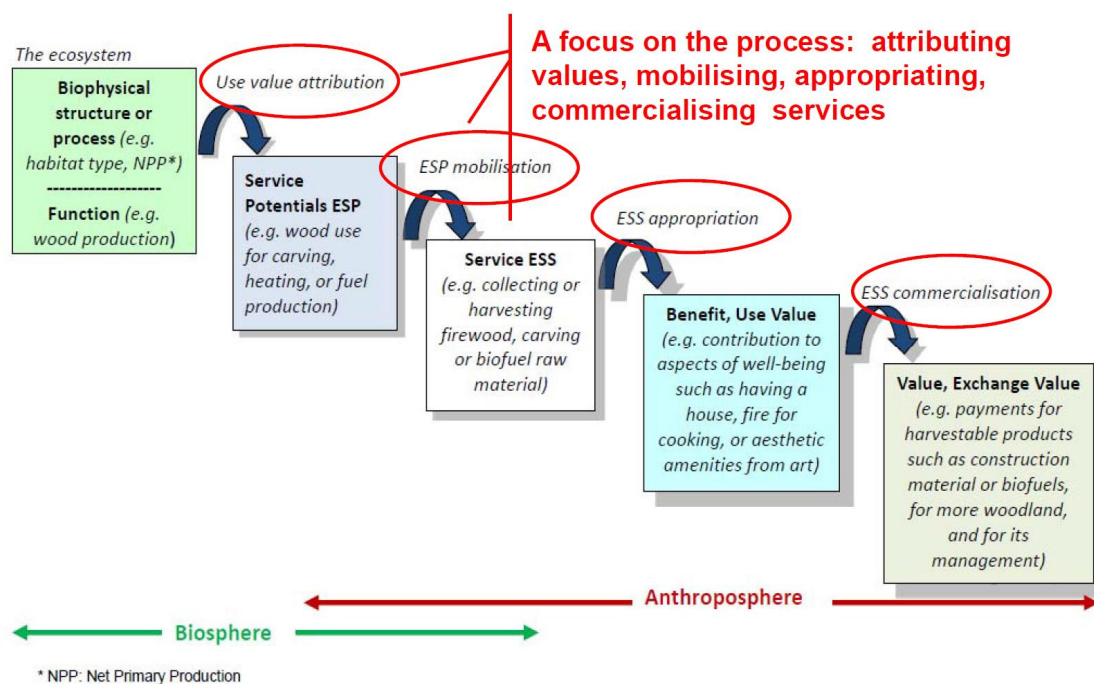 A focus on the process:  attributing
values, mobilising, appropriating,
commercialising  services
The ecosystem
Biophysical
structure or
process (e.g.
habitat type, NPP*)
-------------------
Function (e.g.
wood production)
Use value attribution
Service
Potentials ESP
(e.g. wood use
for carving,
heating, or fuel
production)
ESP mobilisation
Service ESS
(e.g. collecting or
harvesting
firewood, carving
or biofuel raw
material)
ESS appropriation
Benefit, Use Value
(e.g. contribution to
aspects of well-being
such as having a
house, fire for
cooking, or aesthetic
amenities from art)
ESS commercialisation
Value, Exchange Value
(e.g. payments for
harvestable products
such as construction
material or biofuels,
for more woodland,
and for its
management)
Anthroposphere
Biosphere
* NPP: Net Primary Production